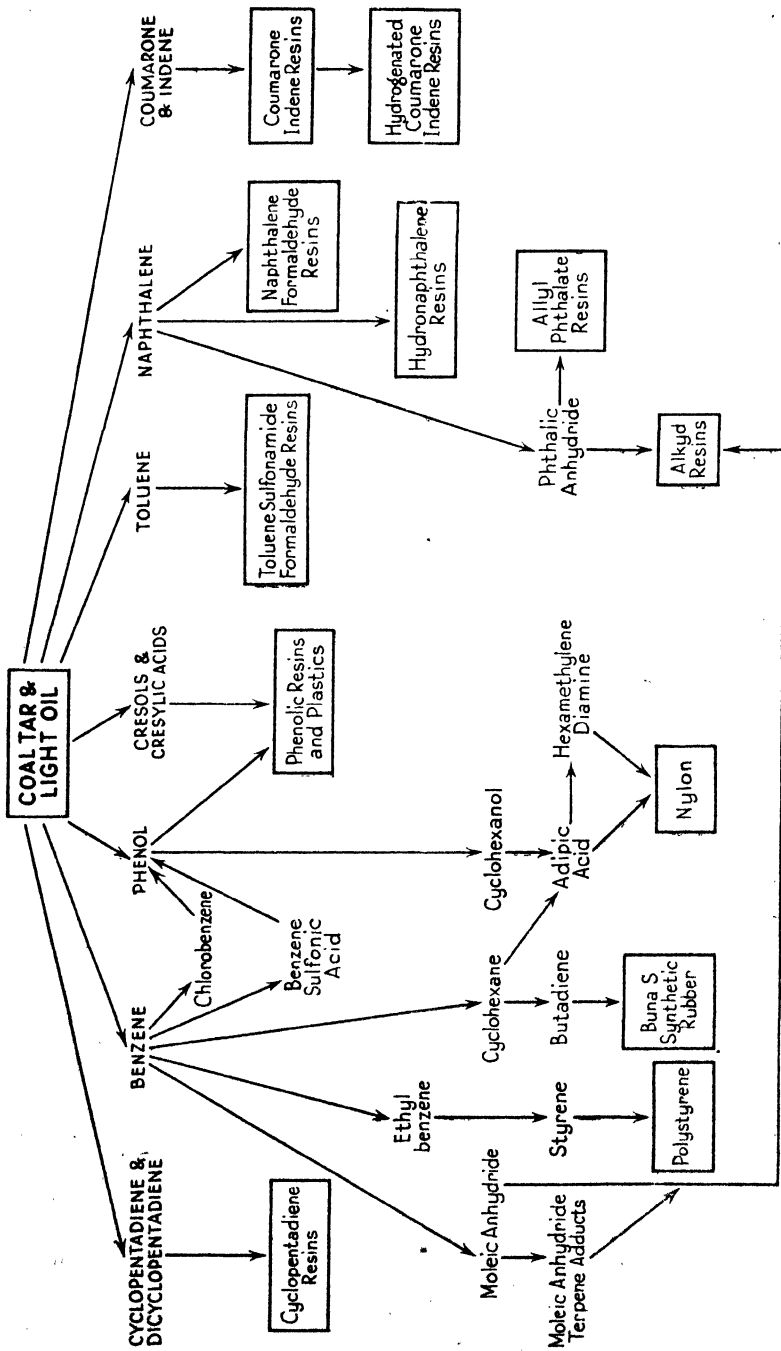 COAL TAR &
LIGHT OIL
CYCLOPENTADIENE &
DICYCLOPENTADIENE
BENZENE
PHENOL
CRESOLS &
CRESYLIC ACIDS
TOLUENE
NAPHTHALENE
COUMARONE
& INDENE
Chlorobenzene
Benzene
Sulfonic
Acid
Cyclopentadiene
Resins
Phenolic Resins
and Plastics
Toluene Sulfonamide
Formaldehyde Resins
Naphthalene
Formaldehyde
Resins
Coumarone
Indene Resins
Hydrogenated
Coumarone
Indene Resins
Hydronaphthalene
Resins
Ethyl
benzene
Moleic Anhydride
Cyclohexane
Cyclohexanol
Moleic Anhydride
Terpene Adducts
Styrene
Butadiene
Adipic
Acid
Hexamethylene
Diamine
Phthalic
Anhydride
Allyl
Phthalate
Resins
Polystyrene
Buna S
Synthetic
Rubber
Nylon
Alkyd
Resins